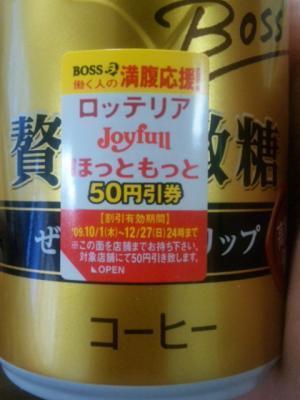 Boss
BOSS
働く人の満腹応援!
ロッテリア
Joyfull
ほっともっと
50円引券
【割引有効期間】
'09.10/1(木)~12/27(日)24時まで
※この面を店舗までお持ち下さい。
対象店舗にて50円引き致します。
OPEN
贅 微糖
ぜ リップ
コーヒー